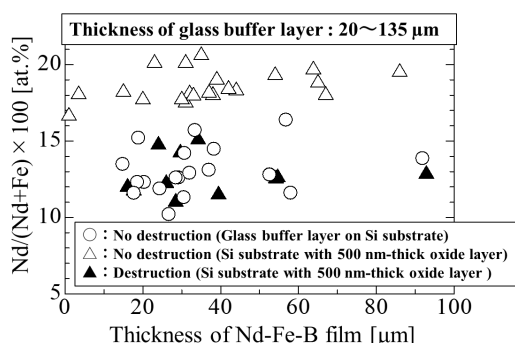 Thickness of glass buffer layer : 20～135 μm
Nd/(Nd+Fe)×100 [at.%]
20
15
10
5
○ : No destruction (Glass buffer layer on Si substrate)
△ : No destruction (Si substrate with 500 nm-thick oxide layer)
▲ : Destruction (Si substrate with 500 nm-thick oxide layer )
0 20 40 60 80 100
Thickness of Nd-Fe-B film [μm]